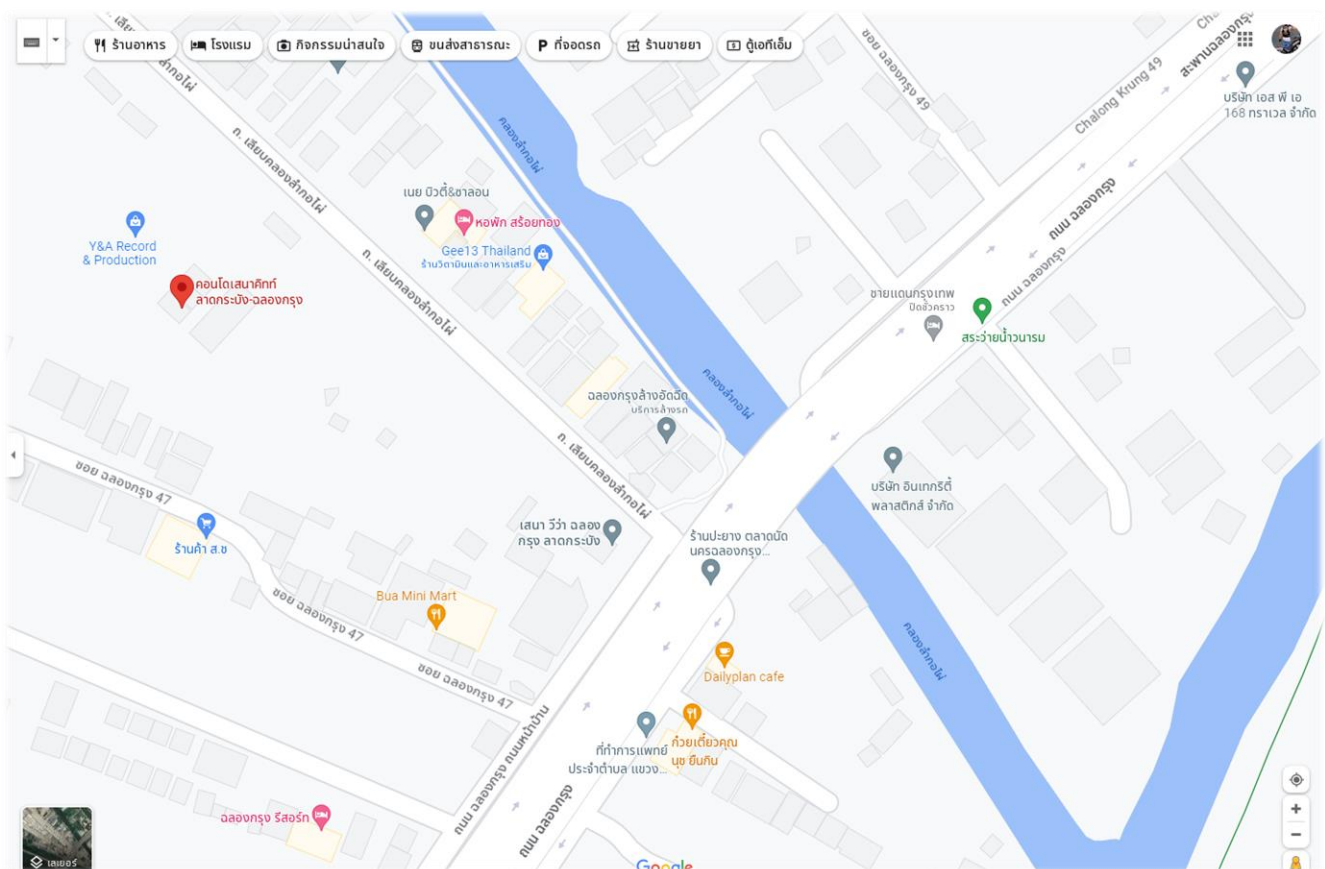 ร้านอาหาร
โรงแรม
กิจกรรมน่าสนใจ
ขนส่งสาธารณะ
P ที่จอดรถ
ร้านขายยา
ตู้เอทีเอ็ม
ถ. เลียบคลองลำกอไผ่
คลองลำกอไผ่
ซอย ฉลองกรุง 49
Chalong Krung 49
สะพานฉลองกรุง
บริษัท เอส พี เอ
168 ทราเวล จำกัด
ถ. เลียบคลองลำกอไผ่
เนย บิวตี้&ซาลอน
หอพัก สร้อยทอง
Gee13 Thailand
ร้านวิตามินและอาหารเสริม
Y&A Record
& Production
คอนโดเสนาคิทท์
ลาดกระบัง-ฉลองกรุง
ถ. เลียบคลองลำกอไผ่
ถนน ฉลองกรุง
ถนน ฉลองกรุง
ชายแดนกรุงเทพ
ปิดชั่วคราว
สระว่ายน้ำวนารม
คลองลำกอไผ่
ฉลองกรุงล้างอัดฉีด
บริการล้างรถ
ถ. เลียบคลองลำกอไผ่
ซอย ฉลองกรุง 47
บริษัท อินเทกริตี้
พลาสติกส์ จำกัด
เสนา วีว่า ฉลอง
กรุง ลาดกระบัง
ร้านปะยาง ตลาดนัด
นครฉลองกรุง...
ร้านค้า ส.ช
Bua Mini Mart
ซอย ฉลองกรุง 47
ซอย ฉลองกรุง 47
คลองลำกอไผ่
Dailyplan cafe
ที่ทำการแพทย์
ประจำตำบล แขวง...
ก๋วยเตี๋ยวคุณ
นุช ยืนกิน
ถนน ฉลองกรุง ถนนหน้าบ้าน
ถนน ฉลองกรุง
ฉลองกรุง รีสอร์ท
เลเยอร์
Google